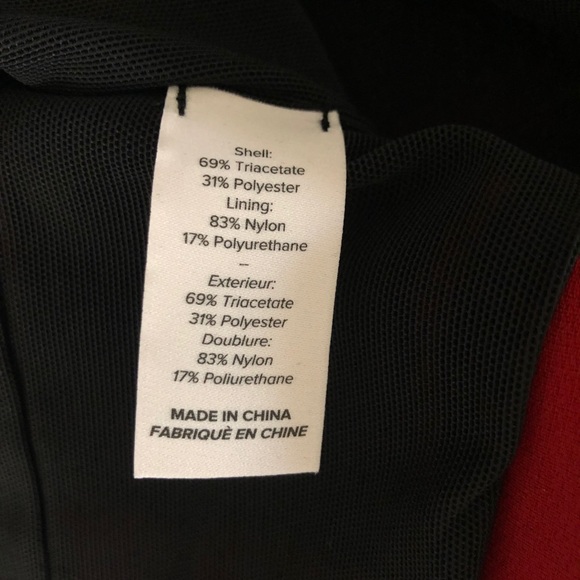 Shell:
69% Triacetate
31% Polyester
Lining:
83% Nylon
17% Polyurethane
–
Exterieur:
69% Triacetate
31% Polyester
Doublure:
83% Nylon
17% Poliurethane
MADE IN CHINA
FABRIQUÈ EN CHINE